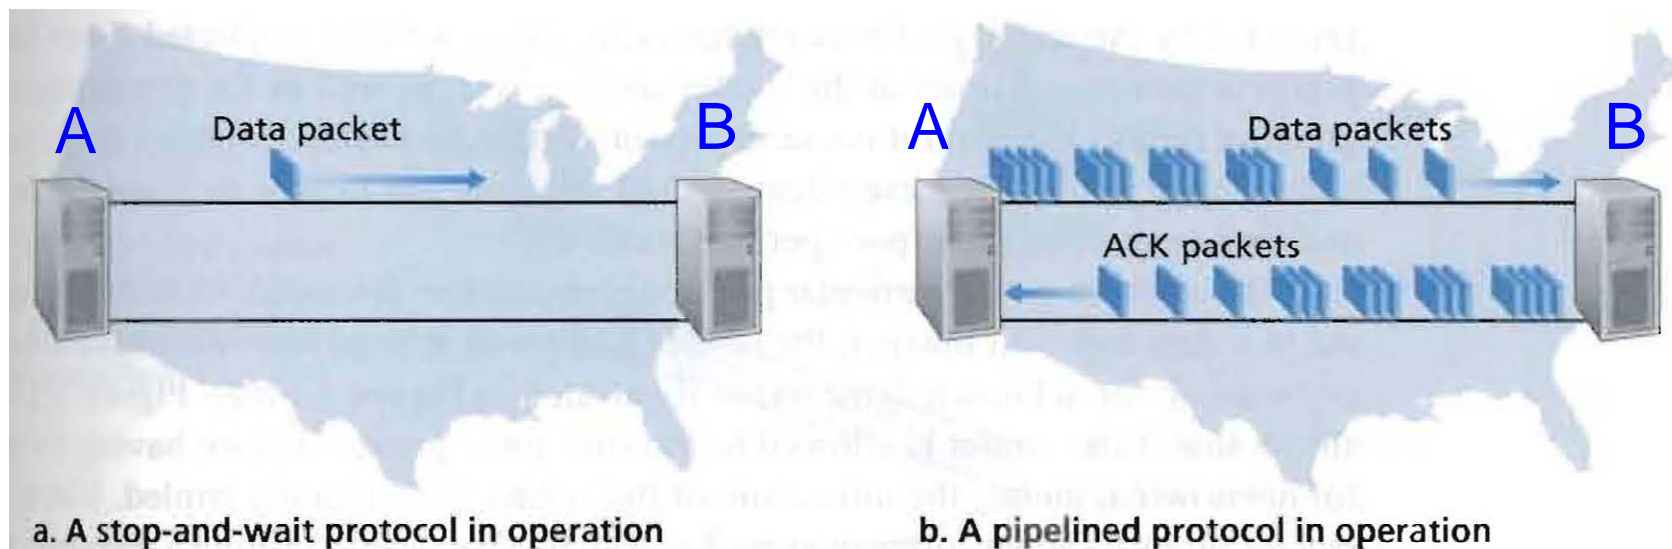 A
Data packet
B
a. A stop-and-wait protocol in operation
A
Data packets
B
ACK packets
b. A pipelined protocol in operation